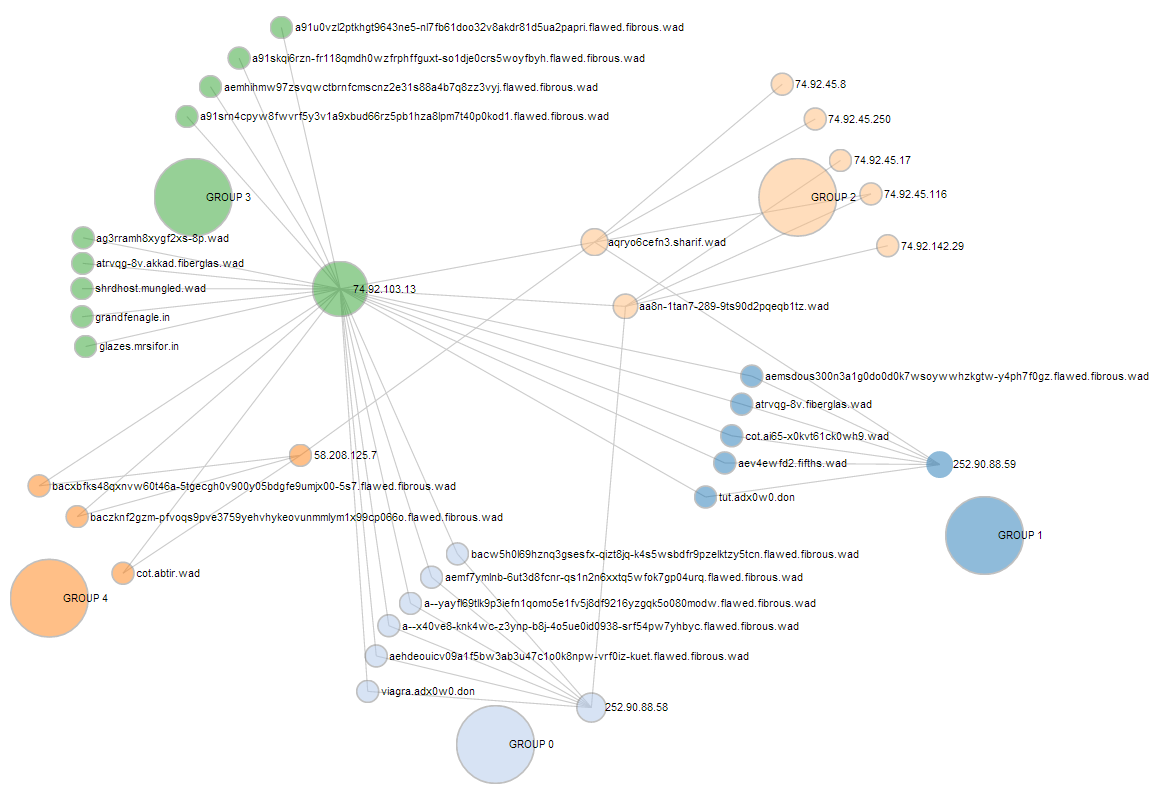 a91u0vzl2ptkhgt9643ne5-nl7fb61doo32v8akdr81d5ua2papri.flawed.fibrous.wad
a91skqi6rzn-fr118qmdh0wzfrphffguxt-so1dje0crs5woyfbyh.flawed.fibrous.wad
aemhihmw97zsvqwctbrnfcmscnz2e31s88a4b7q8zz3vyj.flawed.fibrous.wad
a91srn4cpyw8fwvrf5y3v1a9xbud66rz5pb1hza8lpm7t40p0kod1.flawed.fibrous.wad
GROUP 3
ag3rramh8xygf2xs-8p.wad
atrvqg-8v.akkad.fiberglas.wad
shrdhost.mungled.wad
grandfenagle.in
glazes.mrsifor.in
74.92.103.13
74.92.45.8
74.92.45.250
74.92.45.17
74.92.45.116
GROUP 2
74.92.142.29
aqryo6cefn3.sharif.wad
aa8n-1tan7-289-9ts90d2pqeqb1tz.wad
aemsdous300n3a1g0do0d0k7wsoywwhzkgtw-y4ph7f0gz.flawed.fibrous.wad
atrvqg-8v.fiberglas.wad
cot.ai65-x0kvt61ck0wh9.wad
aev4ewfd2.fifths.wad
tut.adx0w0.don
252.90.88.59
GROUP 1
58.208.125.7
bacxbfks48qxnvw60t46a-5tgecgh0v900y05bdgfe9umjx00-5s7.flawed.fibrous.wad
baczknf2gzm-pfvoqs9pve3759yehvhykeovunmmlym1x99cp066o.flawed.fibrous.wad
cot.abtir.wad
GROUP 4
bacw5h0l69hznq3gsesfx-qizt8jq-k4s5wsbdfr9pzelktzy5tcn.flawed.fibrous.wad
aemf7ymlnb-6ut3d8fcnr-qs1n2n6xxtq5wfok7gp04urq.flawed.fibrous.wad
a--yayfl69tlk9p3iefn1qomo5e1fv5j8df9216yzgqk5o080modw.flawed.fibrous.wad
a--x40ve8-knk4wc-z3ynp-b8j-4o5ue0id0938-srf54pw7yhbyc.flawed.fibrous.wad
aehdeouicv09a1f5bw3ab3u47c1o0k8npw-vrf0iz-kuet.flawed.fibrous.wad
viagra.adx0w0.don
252.90.88.58
GROUP 0